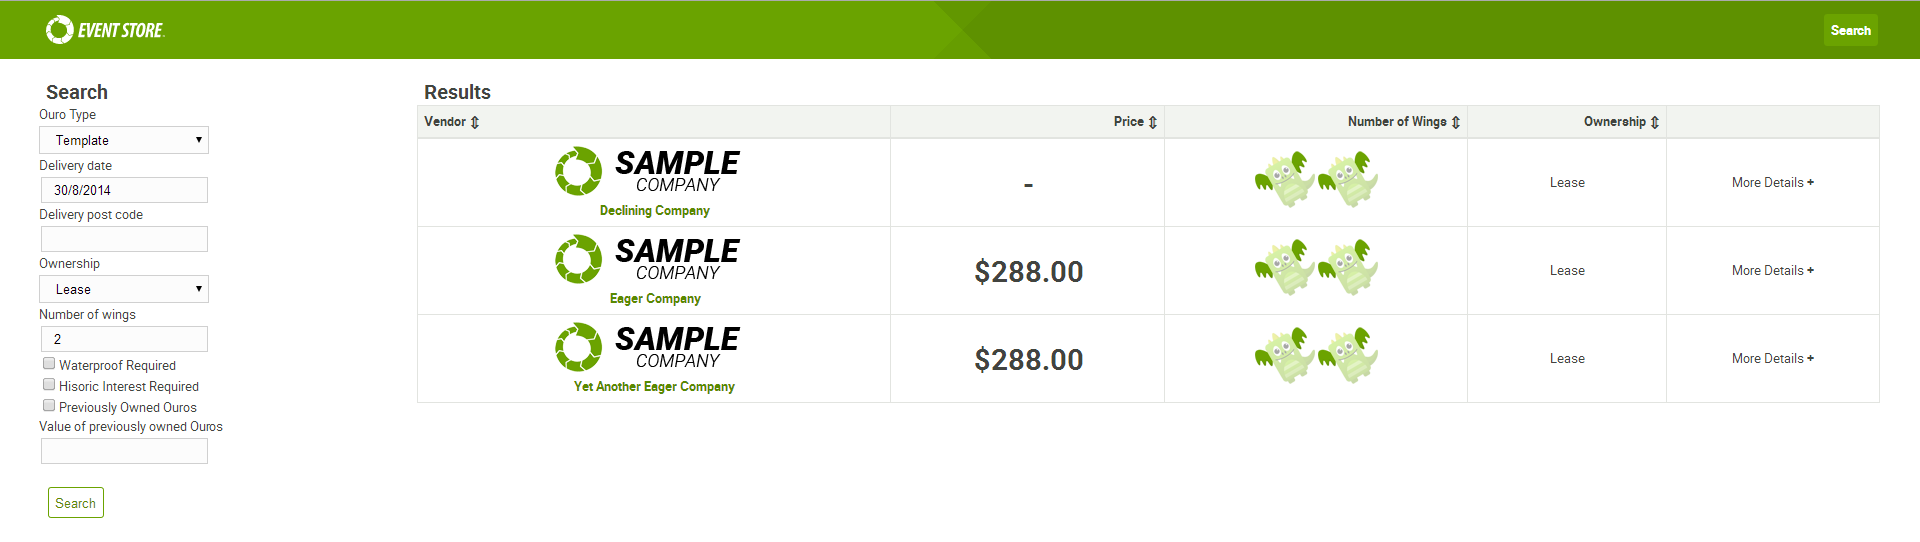 EVENT STORE.
Search
Search
Ouro Type
Template
Delivery date
30/8/2014
Delivery post code
Ownership
Lease
Number of wings
2
Waterproof Required
Hisoric Interest Required
Previously Owned Ouros
Value of previously owned Ouros
Search
Results
Vendor Price Number of Wings Ownership
SAMPLE
COMPANY
Declining Company
- Lease More Details +
SAMPLE
COMPANY
Eager Company
$288.00 Lease More Details +
SAMPLE
COMPANY
Yet Another Eager Company
$288.00 Lease More Details +